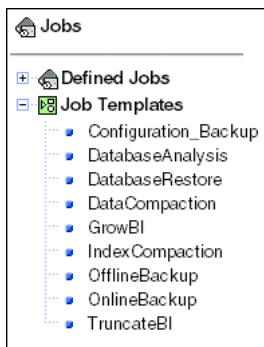 Jobs
Defined Jobs
Job Templates
Configuration_Backup
DatabaseAnalysis
DatabaseRestore
DataCompaction
GrowBI
IndexCompaction
OfflineBackup
OnlineBackup
TruncateBI